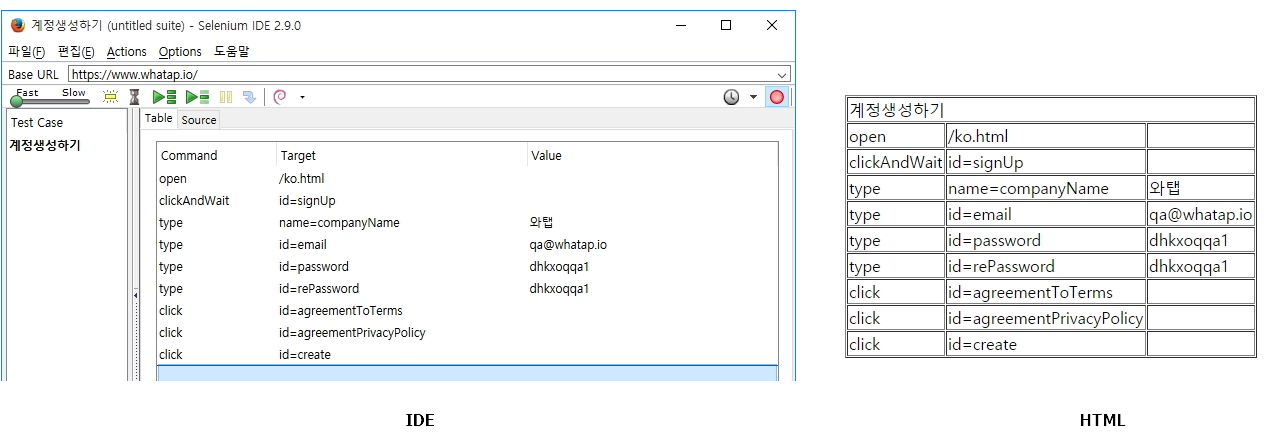 계정생성하기 (untitled suite) - Selenium IDE 2.9.0
파일(F) 편집(E) Actions Options 도움말
Base URL https://www.whatap.io/
Fast Slow
Test Case
계정생성하기
Table Source
Command Target Value
open /ko.html
clickAndWait id=signUp
type name=companyName 와탭
type id=email qa@whatap.io
type id=password dhkxoqqa1
type id=rePassword dhkxoqqa1
click id=agreementToTerms
click id=agreementPrivacyPolicy
click id=create
IDE
계정생성하기
open /ko.html
clickAndWait id=signUp
type name=companyName 와탭
type id=email qa@whatap.io
type id=password dhkxoqqa1
type id=rePassword dhkxoqqa1
click id=agreementToTerms
click id=agreementPrivacyPolicy
click id=create
HTML